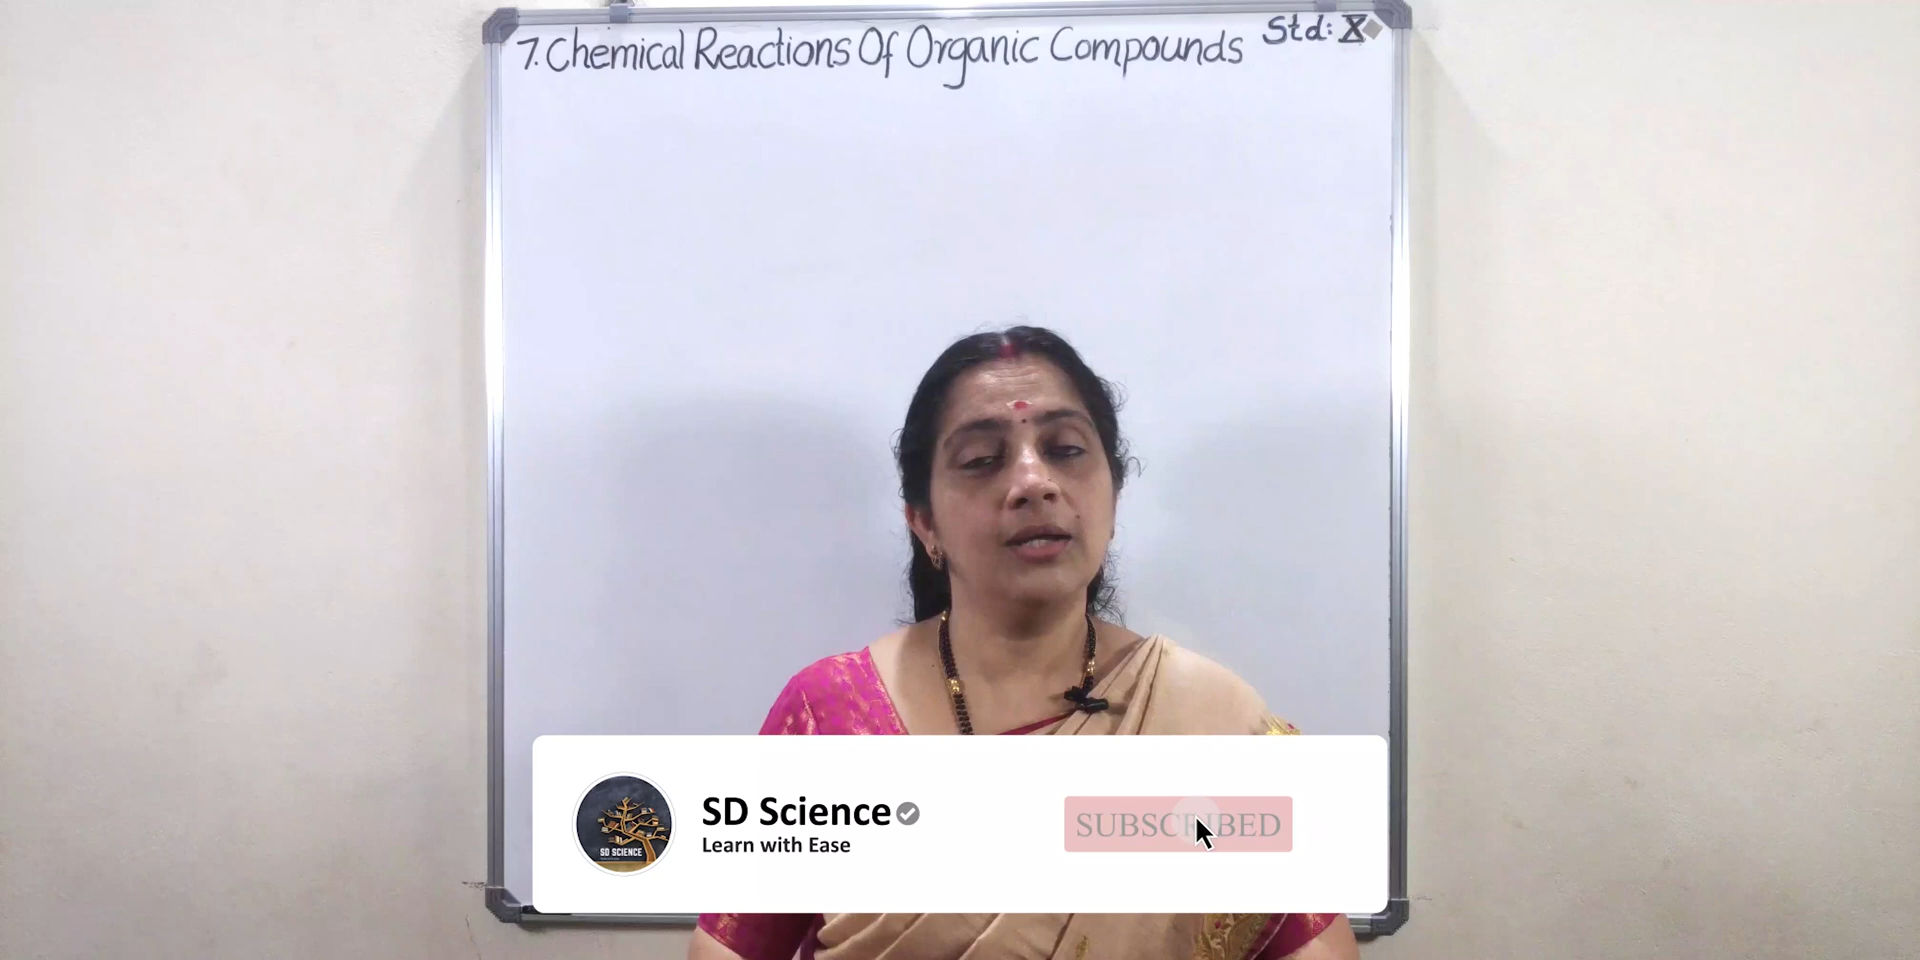 7. Chemical Reactions Of Organic Compounds
Std: X
SD Science
Learn with Ease
SUBSCRIBED
SD SCIENCE